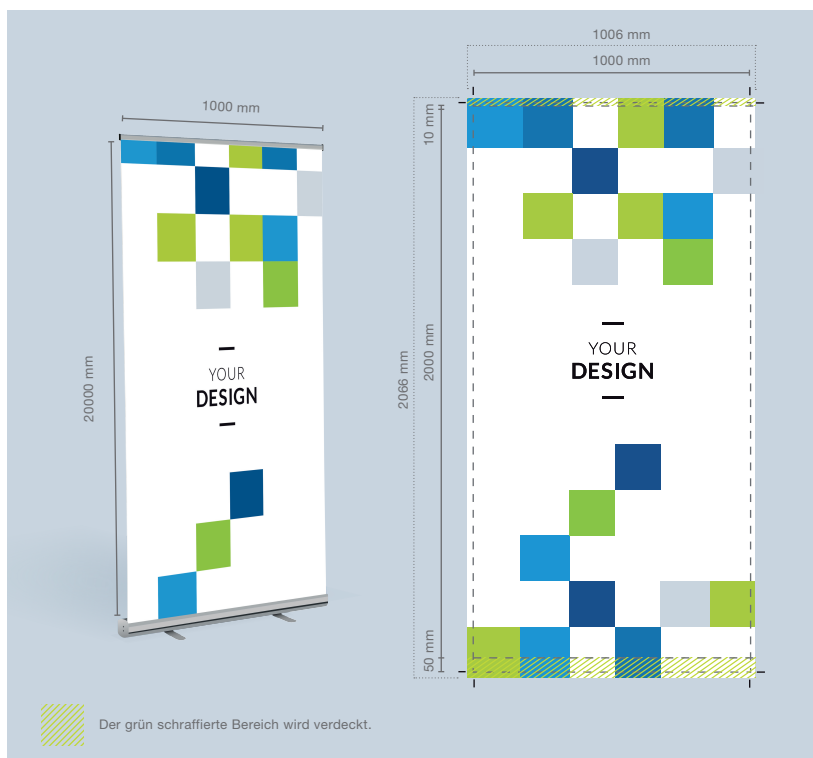 1006 mm
1000 mm
1000 mm
10 mm
20000 mm
YOUR
DESIGN
2066 mm
2000 mm
YOUR
DESIGN
50 mm
Der grün schraffierte Bereich wird verdeckt.